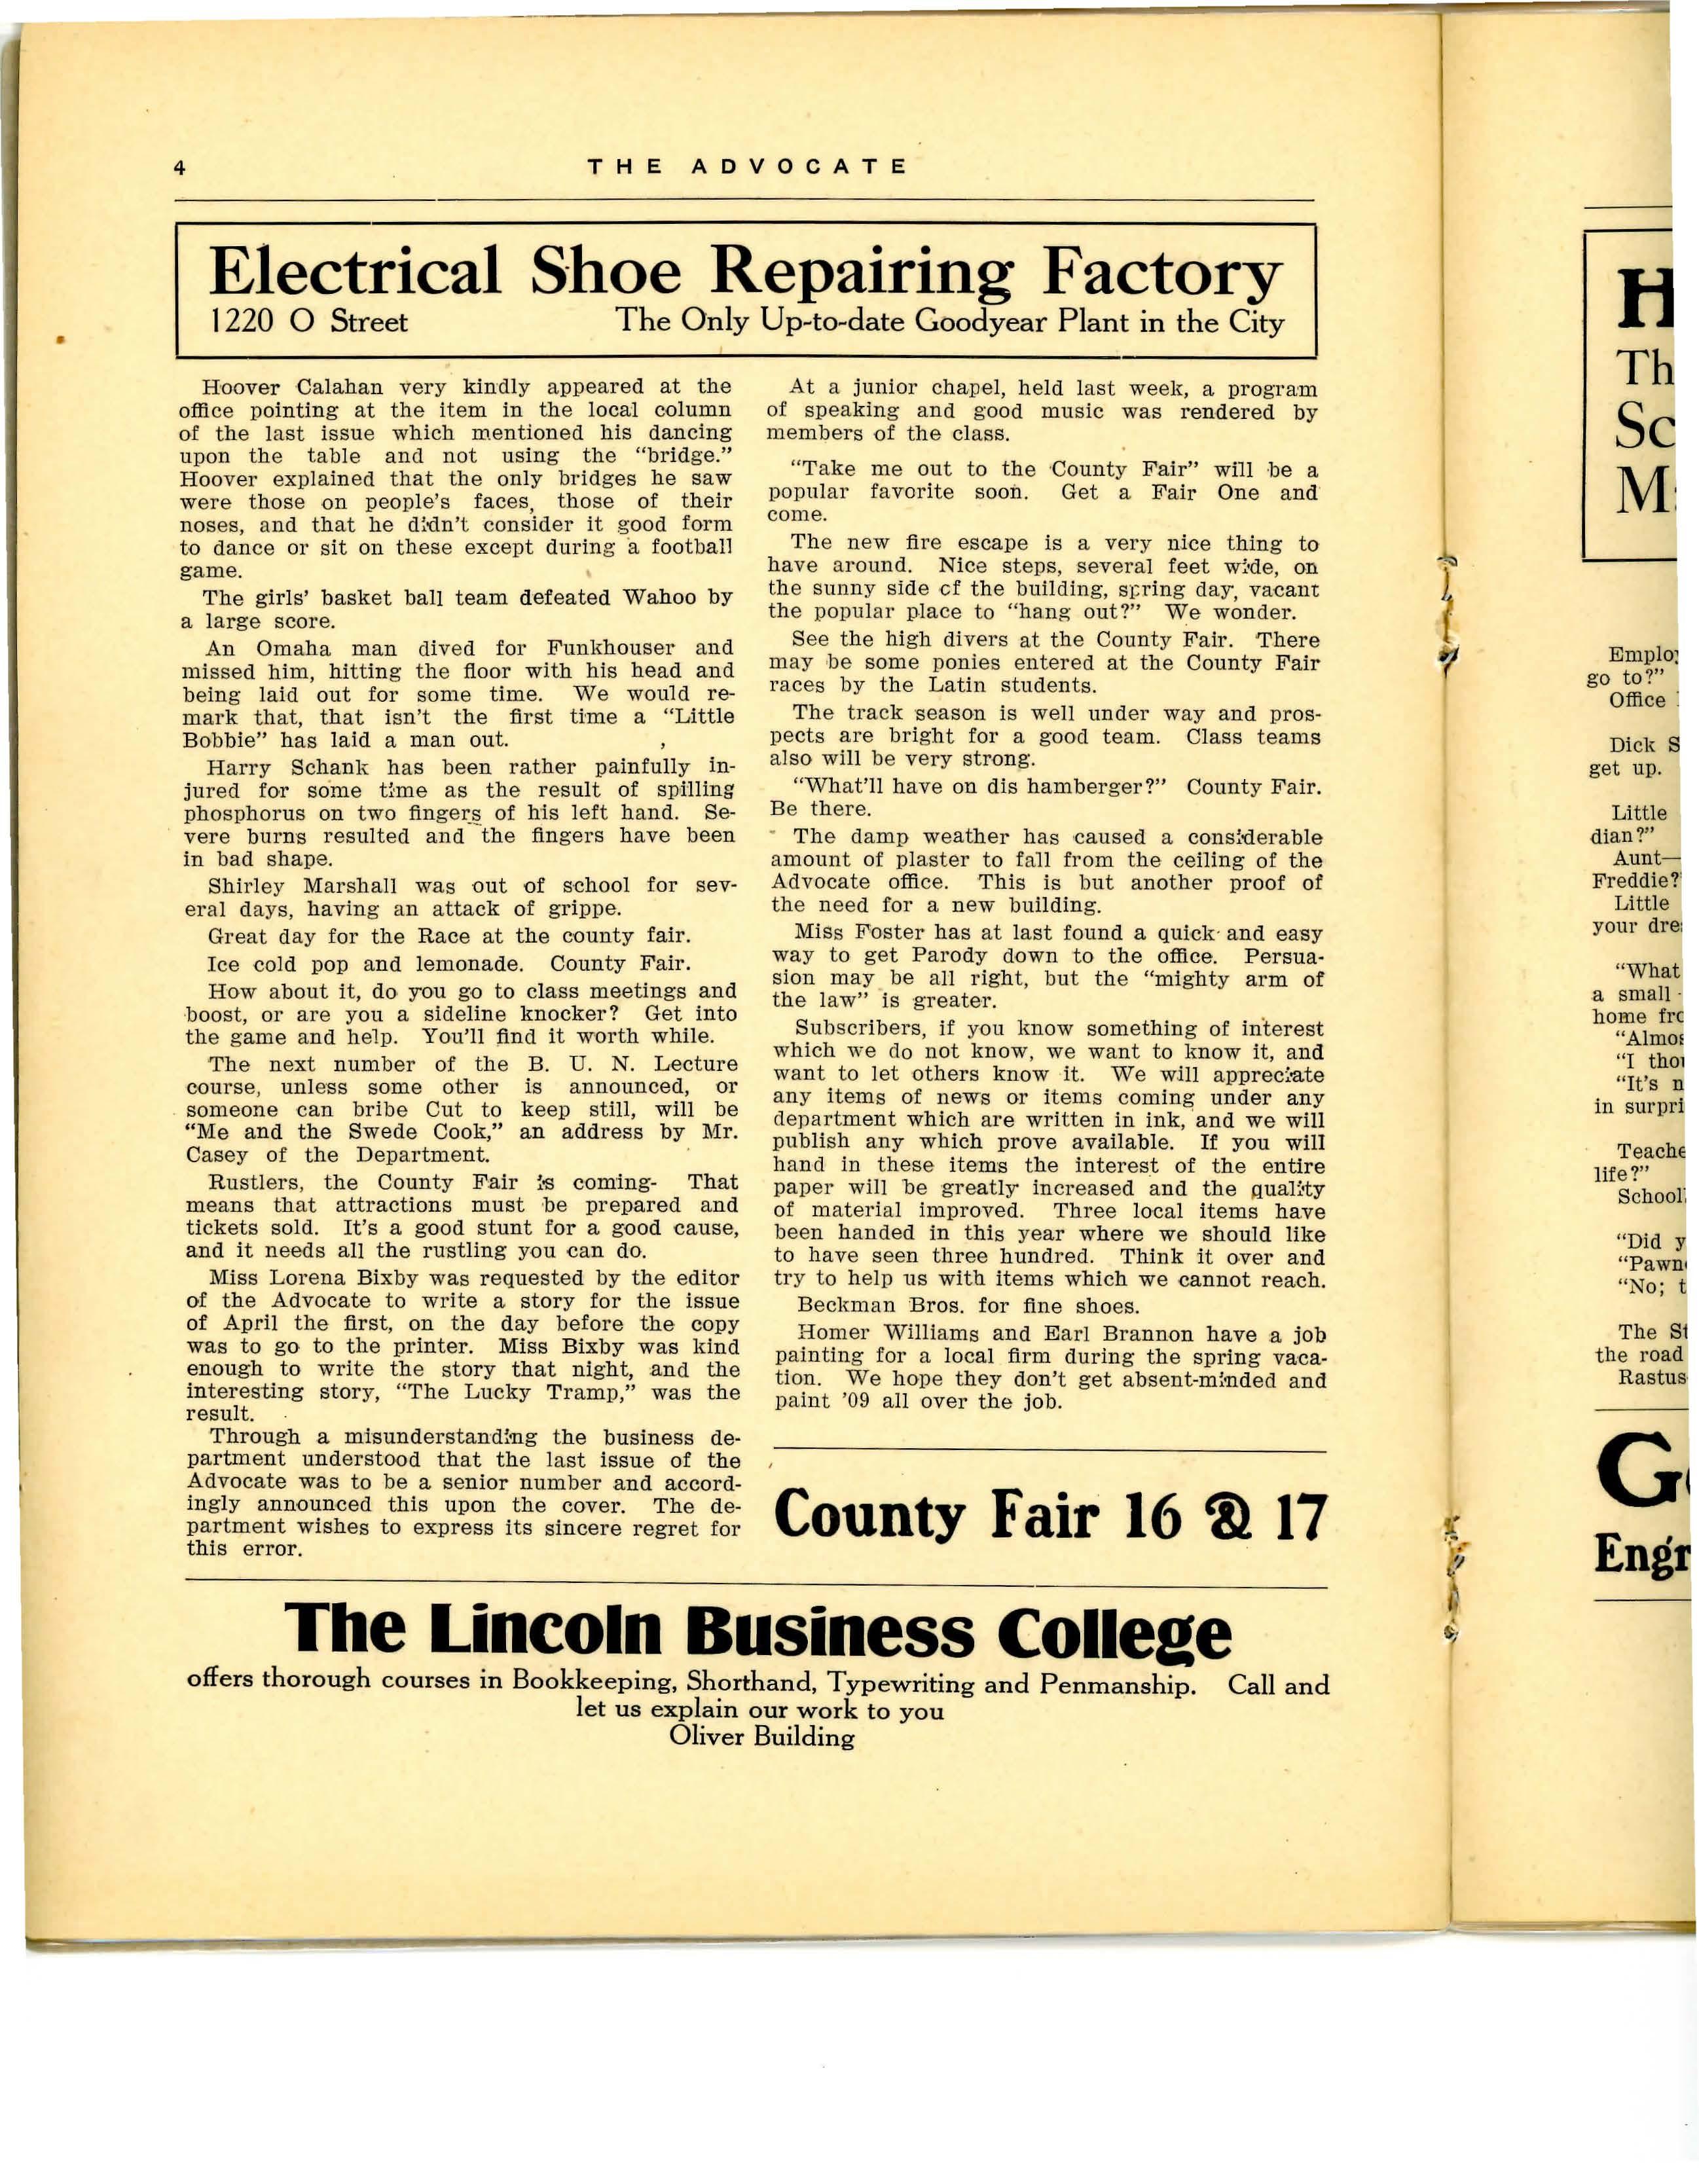 4
THE ADVOCATE
Electrical Shoe Repairing Factory
1220 O Street The Only Up-to-date Goodyear Plant in the City
Hoover Calahan very kindly appeared at the
office pointing at the item in the local column
of the last issue which mentioned his dancing
upon the table and not using the “bridge.”
Hoover explained that the only bridges he saw
were those on people’s faces, those of their
noses, and that he didn’t consider it good form
to dance or sit on these except during a football
game.
The girls’ basket ball team defeated Wahoo by
a large score.
An Omaha man dived for Funkhouser and
missed him, hitting the floor with his head and
being laid out for some time. We would re-
mark that, that isn’t the first time a “Little
Bobbie” has laid a man out.
Harry Schank has been rather painfully in-
jured for some time as the result of spilling
phosphorus on two fingers of his left hand. Se-
vere burns resulted and the fingers have been
in bad shape.
Shirley Marshall was out of school for sev-
eral days, having an attack of grippe.
Great day for the Race at the county fair.
Ice cold pop and lemonade. County Fair.
How about it, do you go to class meetings and
boost, or are you a sideline knocker? Get into
the game and help. You’ll find it worth while.
The next number of the B. U. N. Lecture
course, unless some other is announced, or
someone can bribe Cut to keep still, will be
“Me and the Swede Cook,” an address by Mr.
Casey of the Department.
Rustlers, the County Fair is coming- That
means that attractions must be prepared and
tickets sold. It’s a good stunt for a good cause,
and it needs all the rustling you can do.
Miss Lorena Bixby was requested by the editor
of the Advocate to write a story for the issue
of April the first, on the day before the copy
was to go to the printer. Miss Bixby was kind
enough to write the story that night, and the
interesting story, “The Lucky Tramp,” was the
result.
Through a misunderstanding the business de-
partment understood that the last issue of the
Advocate was to be a senior number and accord-
ingly announced this upon the cover. The de-
partment wishes to express its sincere regret for
this error.
At a junior chapel, held last week, a program
of speaking and good music was rendered by
members of the class.
“Take me out to the County Fair” will be a
popular favorite soon. Get a Fair One and
come.
The new fire escape is a very nice thing to
have around. Nice steps, several feet wide, on
the sunny side of the building, spring day, vacant
the popular place to “hang out?” We wonder.
See the high divers at the County Fair. There
may be some ponies entered at the County Fair
races by the Latin students.
The track season is well under way and pros-
pects are bright for a good team. Class teams
also will be very strong.
“What’ll have on dis hamberger?” County Fair.
Be there.
The damp weather has caused a considerable
amount of plaster to fall from the ceiling of the
Advocate office. This is but another proof of
the need for a new building.
Miss Foster has at last found a quick and easy
way to get Parody down to the office. Persua-
sion may be all right, but the “mighty arm of
the law” is greater.
Subscribers, if you know something of interest
which we do not know, we want to know it, and
want to let others know it. We will appreciate
any items of news or items coming under any
department which are written in ink, and we will
publish any which prove available. If you will
hand in these items the interest of the entire
paper will be greatly increased and the quality
of material improved. Three local items have
been handed in this year where we should like
to have seen three hundred. Think it over and
try to help us with items which we cannot reach.
Beckman Bros. for fine shoes.
Homer Williams and Earl Brannon have a job
painting for a local firm during the spring vaca-
tion. We hope they don’t get absent-minded and
paint ’09 all over the job.
County Fair 16 & 17
The Lincoln Business College
offers thorough courses in Bookkeeping, Shorthand, Typewriting and Penmanship. Call and
let us explain our work to you
Oliver Building
H
Th
Sc
M
Emplo
go to?”
Office
Dick S
get up.
Little
dian?”
Aunt—
Freddie?
Little
your dre
“What
a small
home fro
“Almos
“I tho
“It’s n
in surpri
Teache
life?”
School
“Did y
“Pawn
“No; t
The St
the road
Rastus
G
Engr